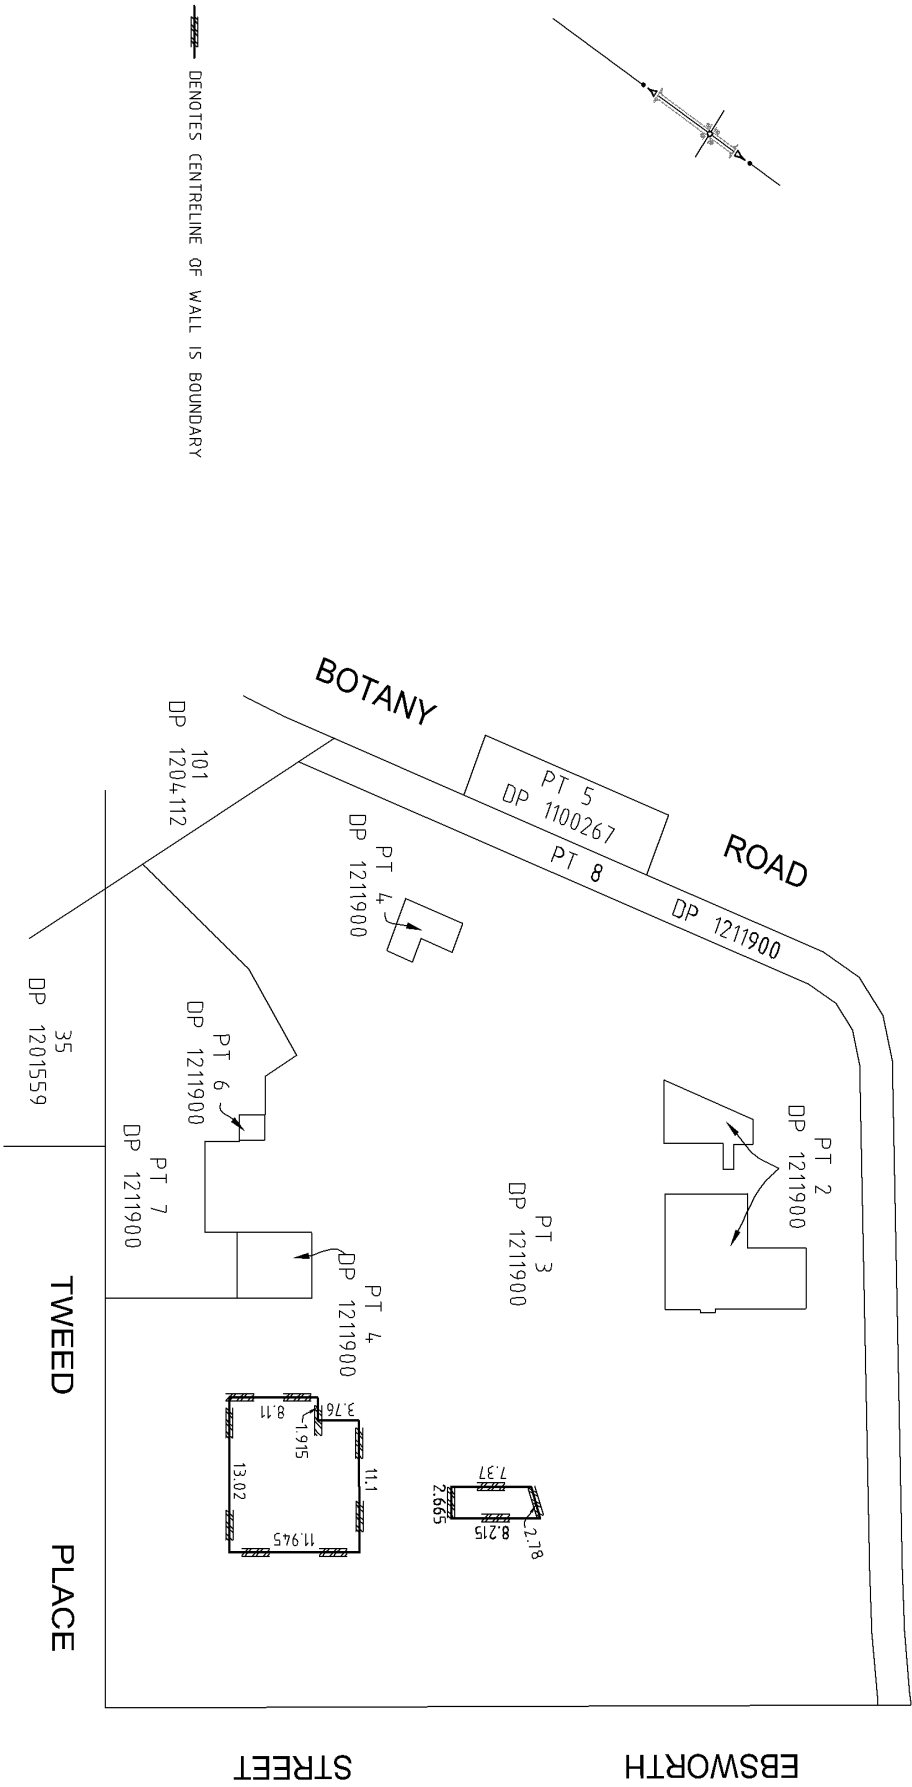 DENOTES CENTRELINE OF WALL IS BOUNDARY
BOTANY
ROAD
PT 5
DP 1100267
PT 8
DP 1211900
101
DP 1204112
PT 4
DP 1211900
PT 2
DP 1211900
35
DP 1201559
PT 6
DP 1211900
PT 7
DP 1211900
PT 3
DP 1211900
PT 4
DP 1211900
8.11
1.915
3.76
11.1
13.02
11.945
7.37
2.665
8.215
2.78
TWEED
PLACE
EBSWORTH
STREET